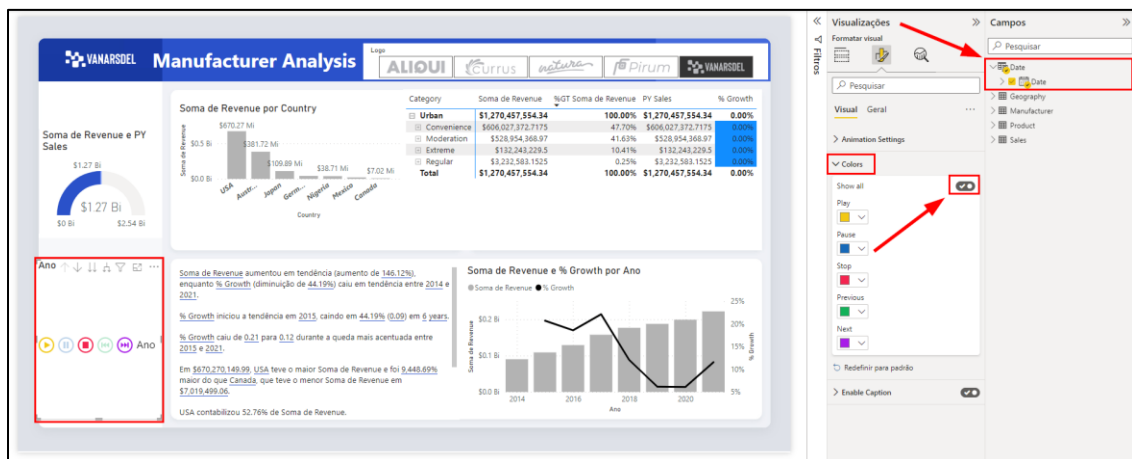 VANARSDEL
Manufacturer Analysis
Logo
ALIQUI
Currus
natura
Pirum
VANARSDEL
Soma de Revenue e PY
Sales
$1.27 Bi
$1.27 Bi
$0 Bi
$2.54 Bi
Soma de Revenue por Country
Soma de Revenue
$0.5 Bi
$0.0 Bi
$670.27 Mi
$381.72 Mi
$109.89 Mi
$38.71 Mi
$7.02 Mi
USA
Austr...
Japan
Germ...
Nigeria
Mexico
Canada
Country
Category Soma de Revenue %GT Soma de Revenue PY Sales % Growth
Urban $1,270,457,554.34 100.00% $1,270,457,554.34 0.00%
Convenience $606,027,372.7175 47.70% $606,027,372.7175 0.00%
Moderation $528,954,368.97 41.63% $528,954,368.97 0.00%
Extreme $132,243,229.5 10.41% $132,243,229.5 0.00%
Regular $3,232,583.1525 0.25% $3,232,583.1525 0.00%
Total $1,270,457,554.34 100.00% $1,270,457,554.34 0.00%
Ano
Ano
Soma de Revenue aumentou em tendência (aumento de 146.12%),
enquanto % Growth (diminuição de 44.19%) caiu em tendência entre 2014 e
2021.
% Growth iniciou a tendência em 2015, caindo em 44.19% (0.09) em 6 years.
% Growth caiu de 0.21 para 0.12 durante a queda mais acentuada entre
2015 e 2021.
Em $670,270,149.99, USA teve o maior Soma de Revenue e foi 9,448.69%
maior do que Canada, que teve o menor Soma de Revenue em
$7,019,499.06.
USA contabilizou 52.76% de Soma de Revenue.
Soma de Revenue e % Growth por Ano
Soma de Revenue % Growth
Soma de Revenue
$0.2 Bi
$0.1 Bi
$0.0 Bi
2014
2016
2018
2020
Ano
25%
20%
15%
10%
5%
% Growth
Filtros
Visualizações
Formatar visual
Pesquisar
Visual Geral
Animation Settings
Colors
Show all
Play
Pause
Stop
Previous
Next
Redefinir para padrão
Enable Caption
Campos
Pesquisar
Date
Date
Geography
Manufacturer
Product
Sales